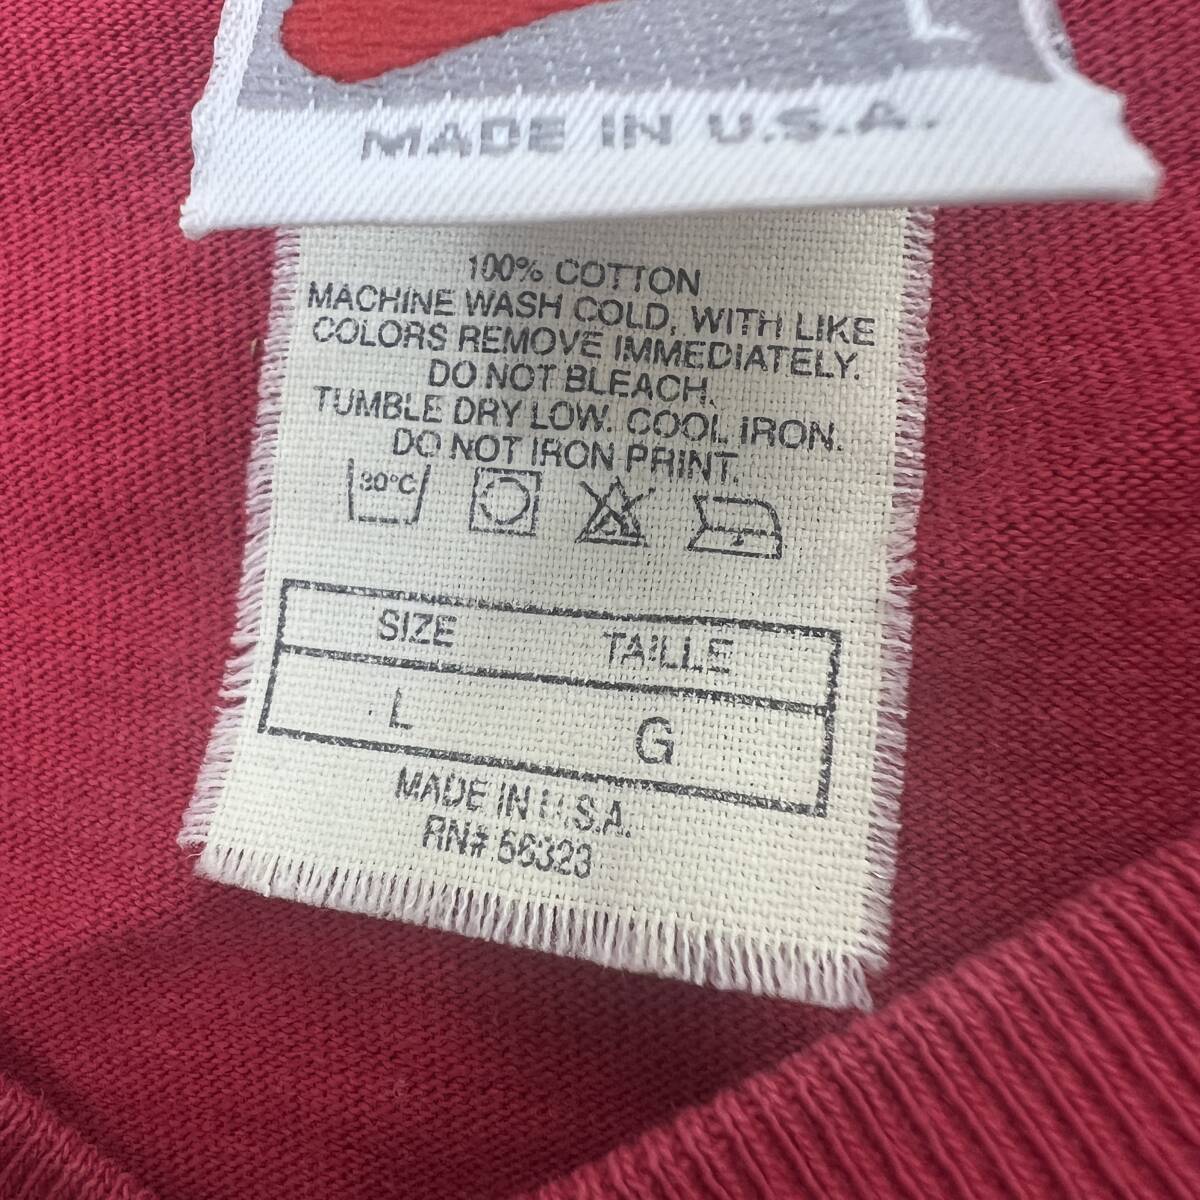 L
MADE IN U.S.A.
100% COTTON
MACHINE WASH COLD, WITH LIKE
COLORS REMOVE IMMEDIATELY.
DO NOT BLEACH.
TUMBLE DRY LOW. COOL IRON.
DO NOT IRON PRINT.
30°C
SIZE TAILLE
L G
MADE IN U.S.A.
RN# 56323